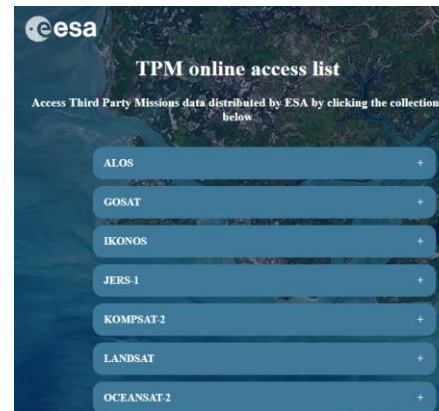 esa
TPM online access list
Access Third Party Missions data distributed by ESA by clicking the collection
below
ALOS +
GOSAT +
IKONOS +
JERS-1 +
KOMPSAT-2 +
LANDSAT +
OCEANSAT-2 +